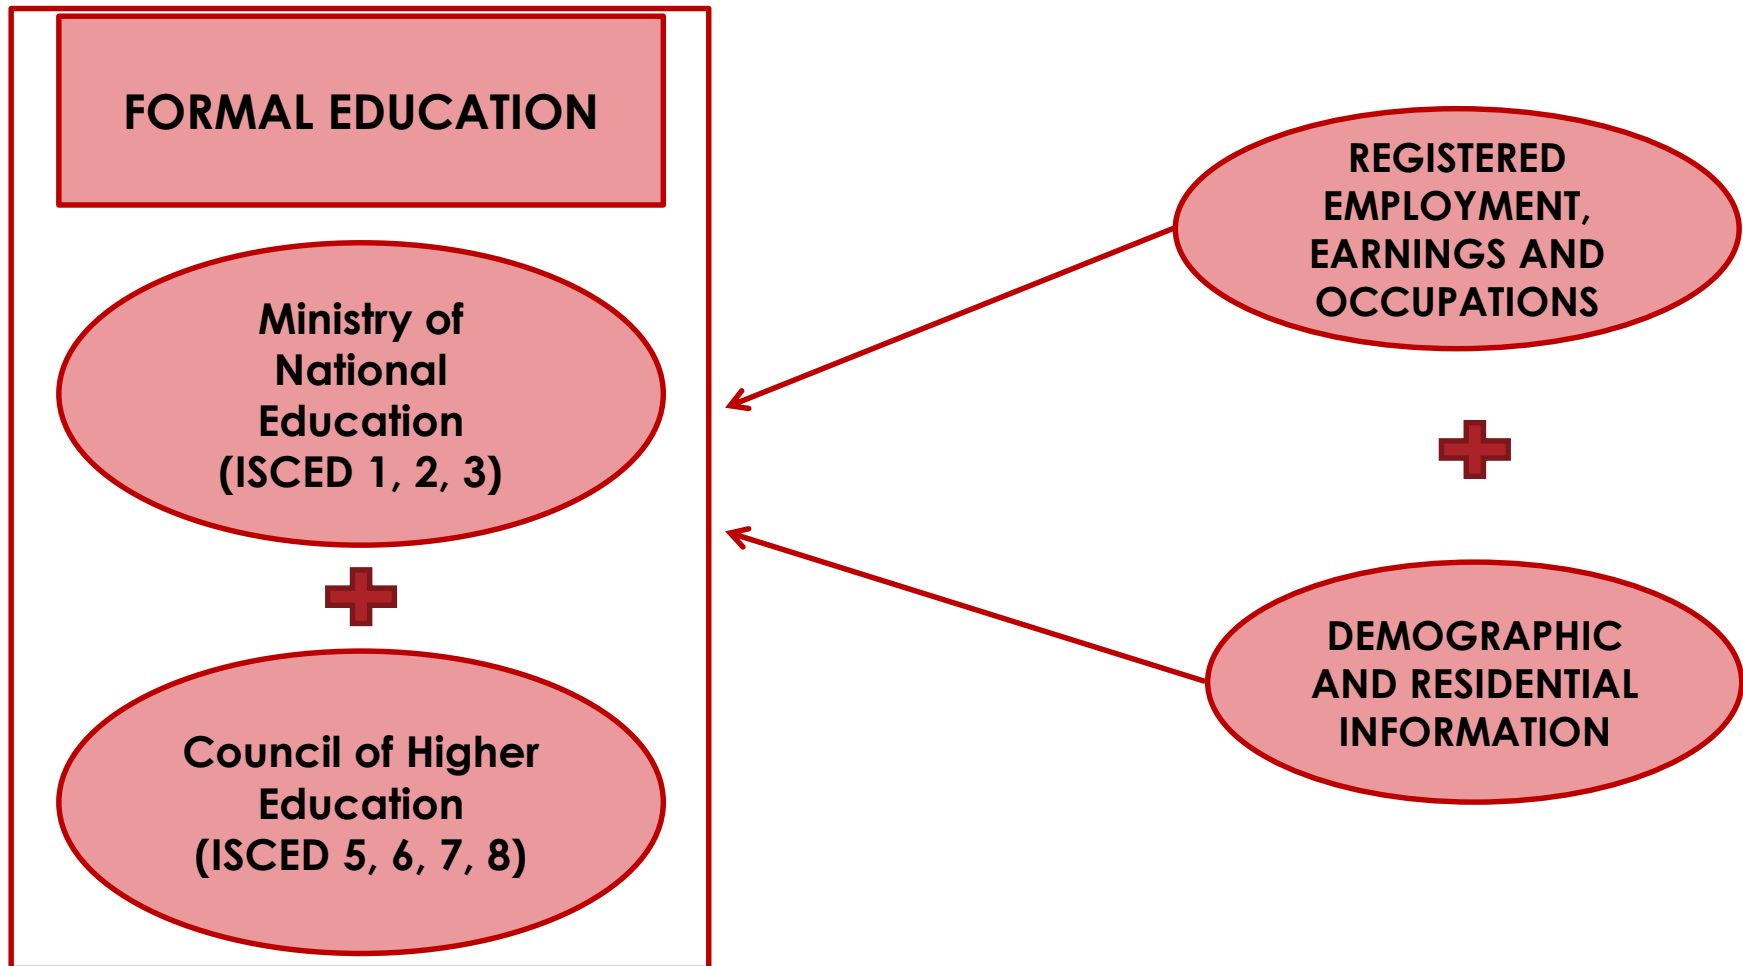 FORMAL EDUCATION
Ministry of
National
Education
(ISCED 1, 2, 3)
Council of Higher
Education
(ISCED 5, 6, 7, 8)
REGISTERED
EMPLOYMENT,
EARNINGS AND
OCCUPATIONS
DEMOGRAPHIC
AND RESIDENTIAL
INFORMATION